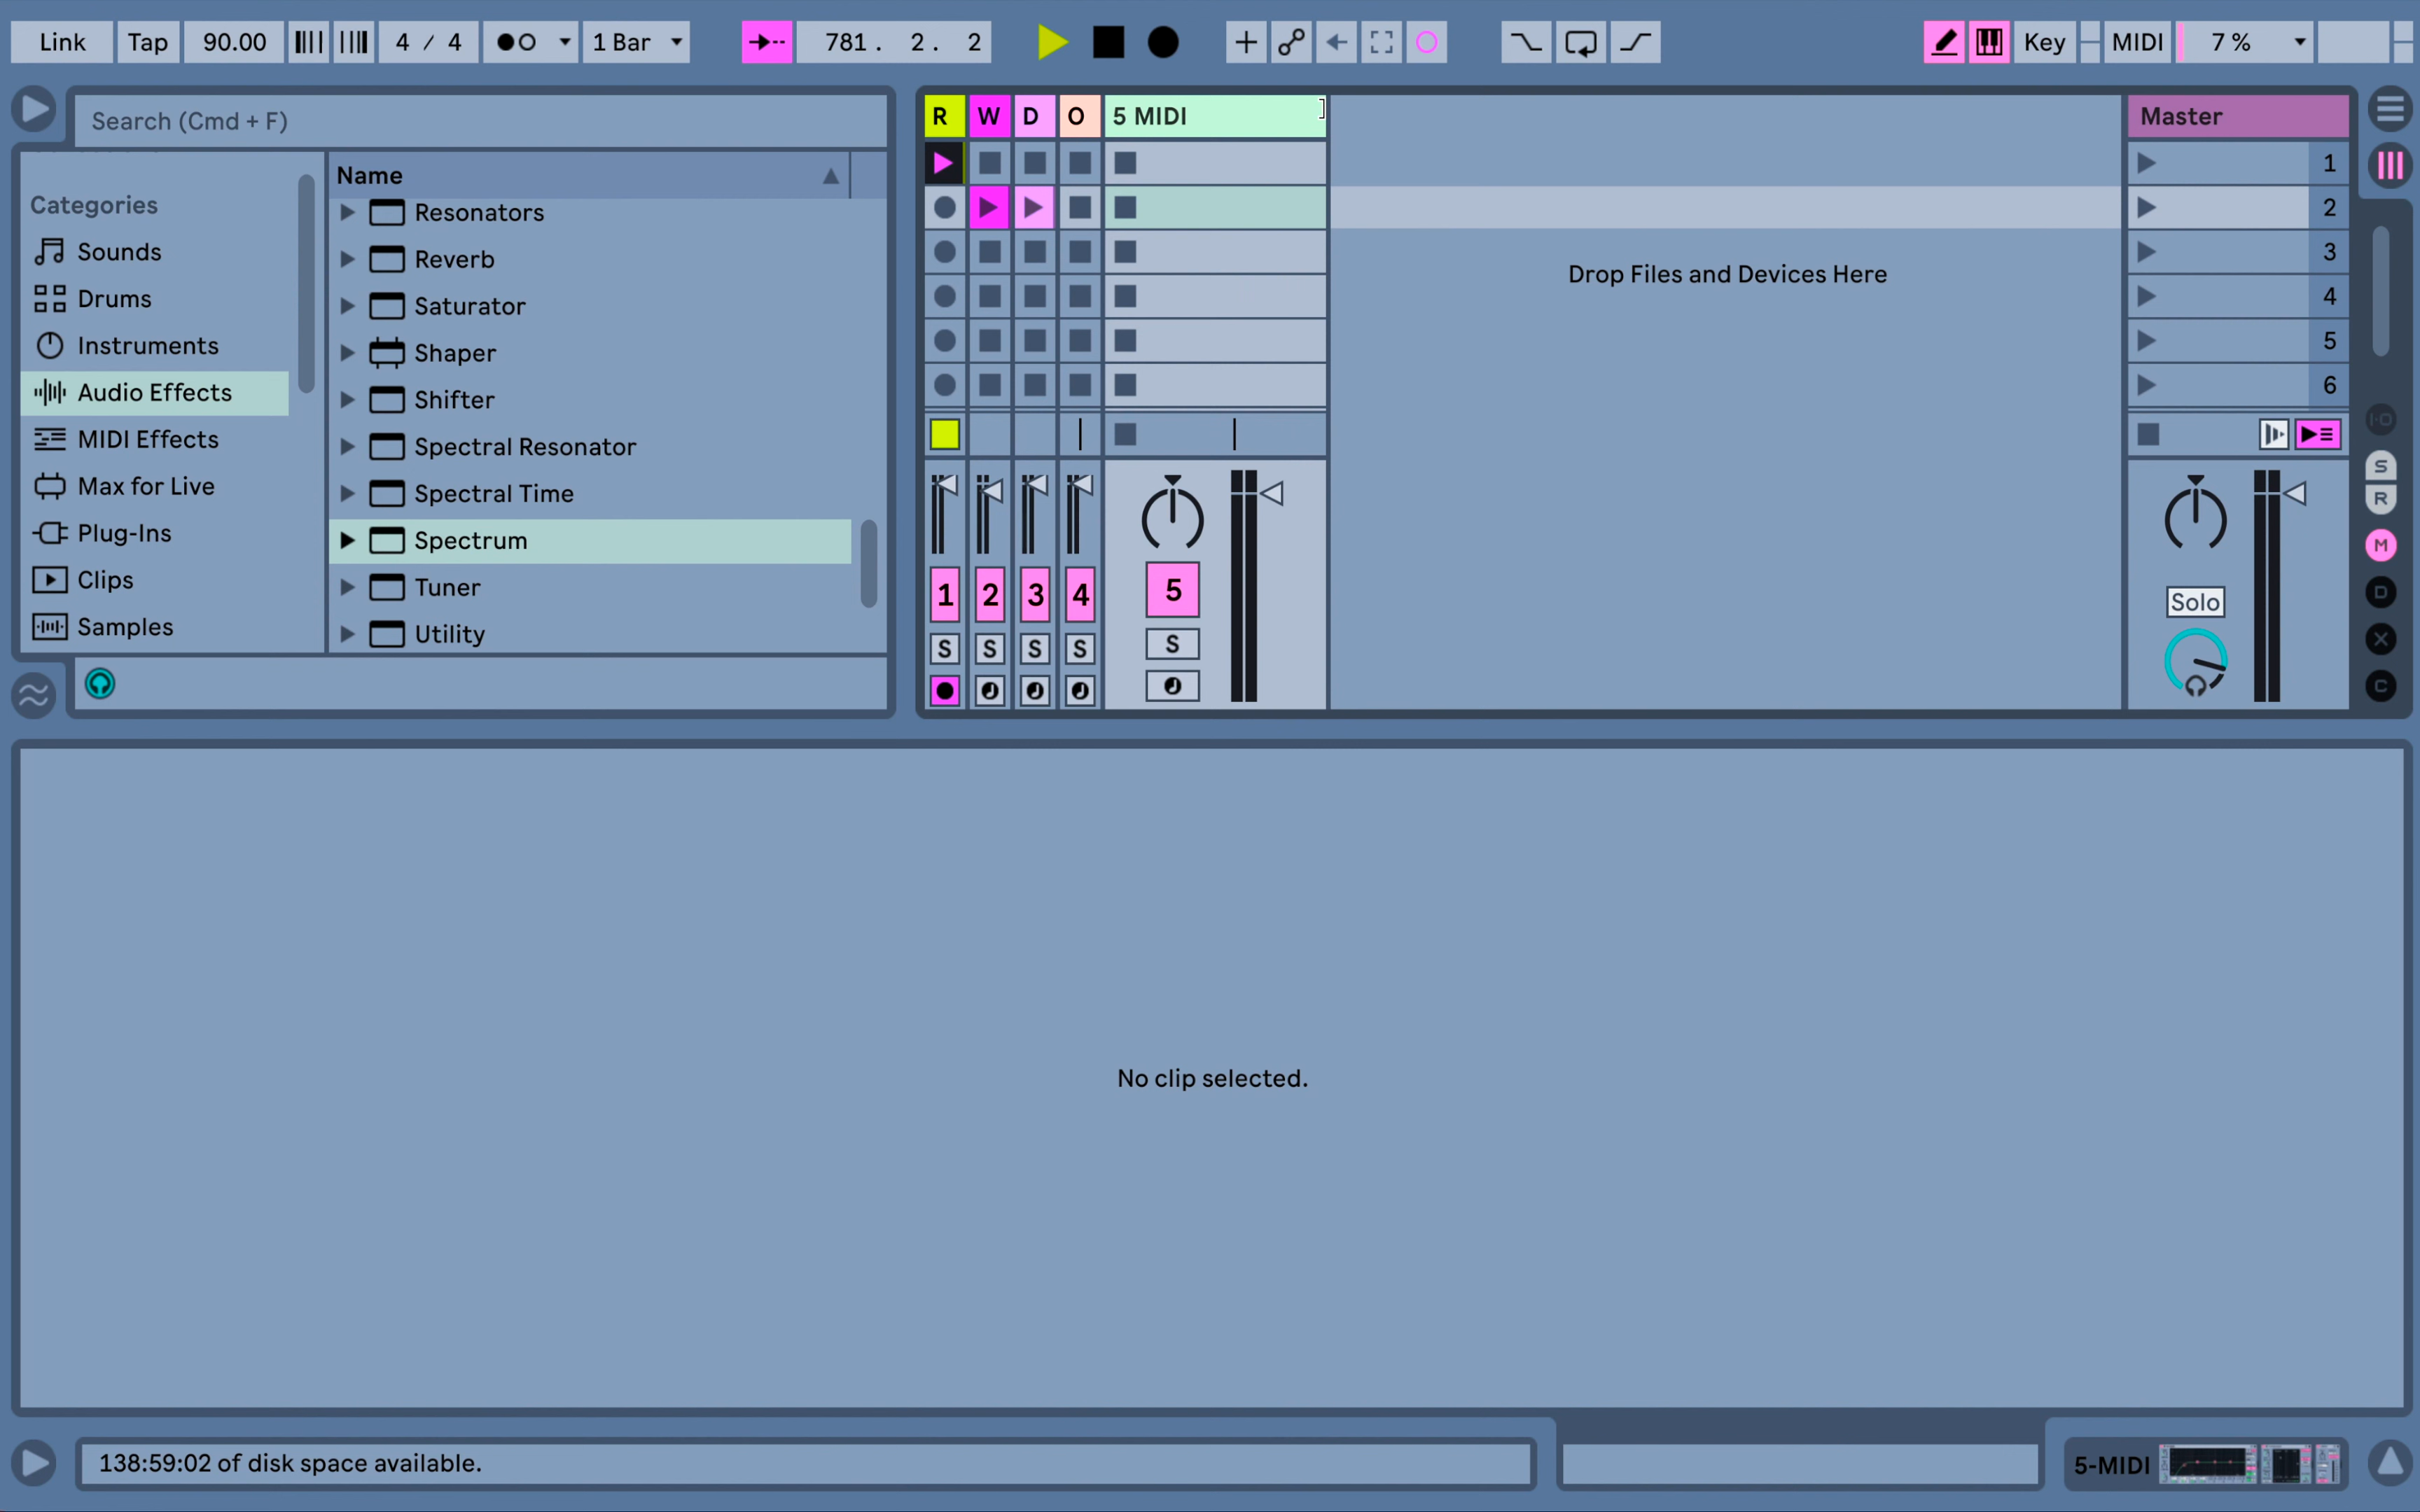 Link Tap 90.00 4 / 4 1 Bar 781. 2. 2 Key MIDI 7 %
Search (Cmd + F)
Categories
Sounds
Drums
Instruments
Audio Effects
MIDI Effects
Max for Live
Plug-Ins
Clips
Samples
Name
Resonators
Reverb
Saturator
Shaper
Shifter
Spectral Resonator
Spectral Time
Spectrum
Tuner
Utility
R W D O 5 MIDI
Drop Files and Devices Here
1 2 3 4 5
S S S S S
Master
1
2
3
4
5
6
Solo
I-O
S
R
M
D
X
C
No clip selected.
138:59:02 of disk space available.
5-MIDI